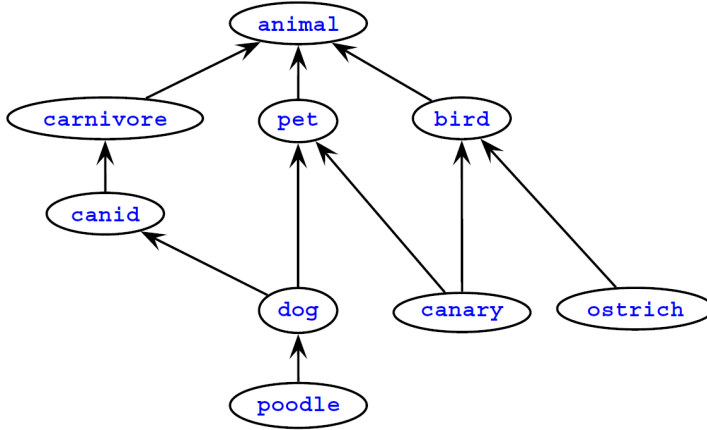 animal
carnivore
pet
bird
canid
dog
canary
ostrich
poodle